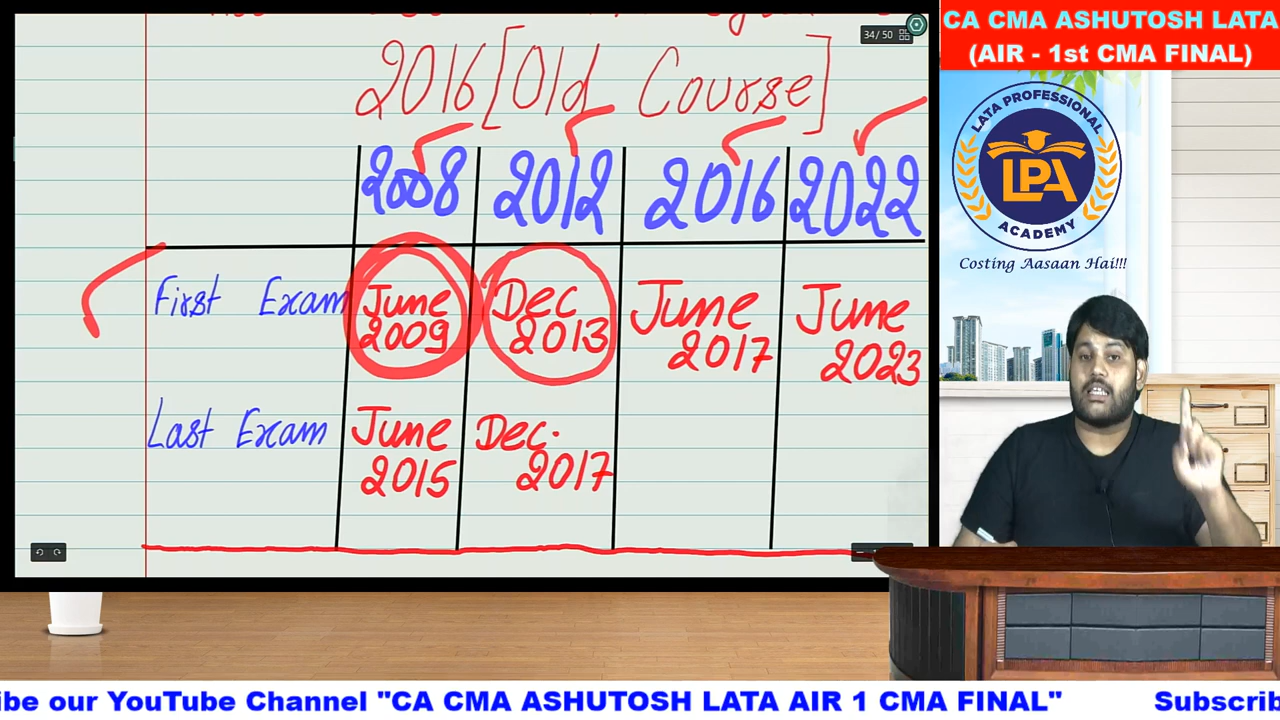 34/50
2016 [Old Course]
2008 2012 2016 2022
First Exam June 2009 Dec 2013 June 2017 June 2023
Last Exam June 2015 Dec. 2017
CA CMA ASHUTOSH LATA
(AIR - 1st CMA FINAL)
LATA PROFESSIONAL
LPA
ACADEMY
Costing Aasaan Hai!!!
ibe our YouTube Channel "CA CMA ASHUTOSH LATA AIR 1 CMA FINAL" Subscrib